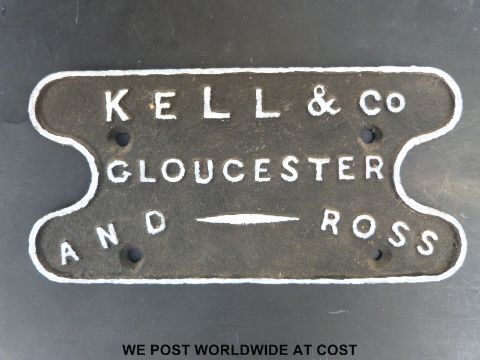 KELL & Co
GLOUCESTER
AND ROSS
WE POST WORLDWIDE AT COST